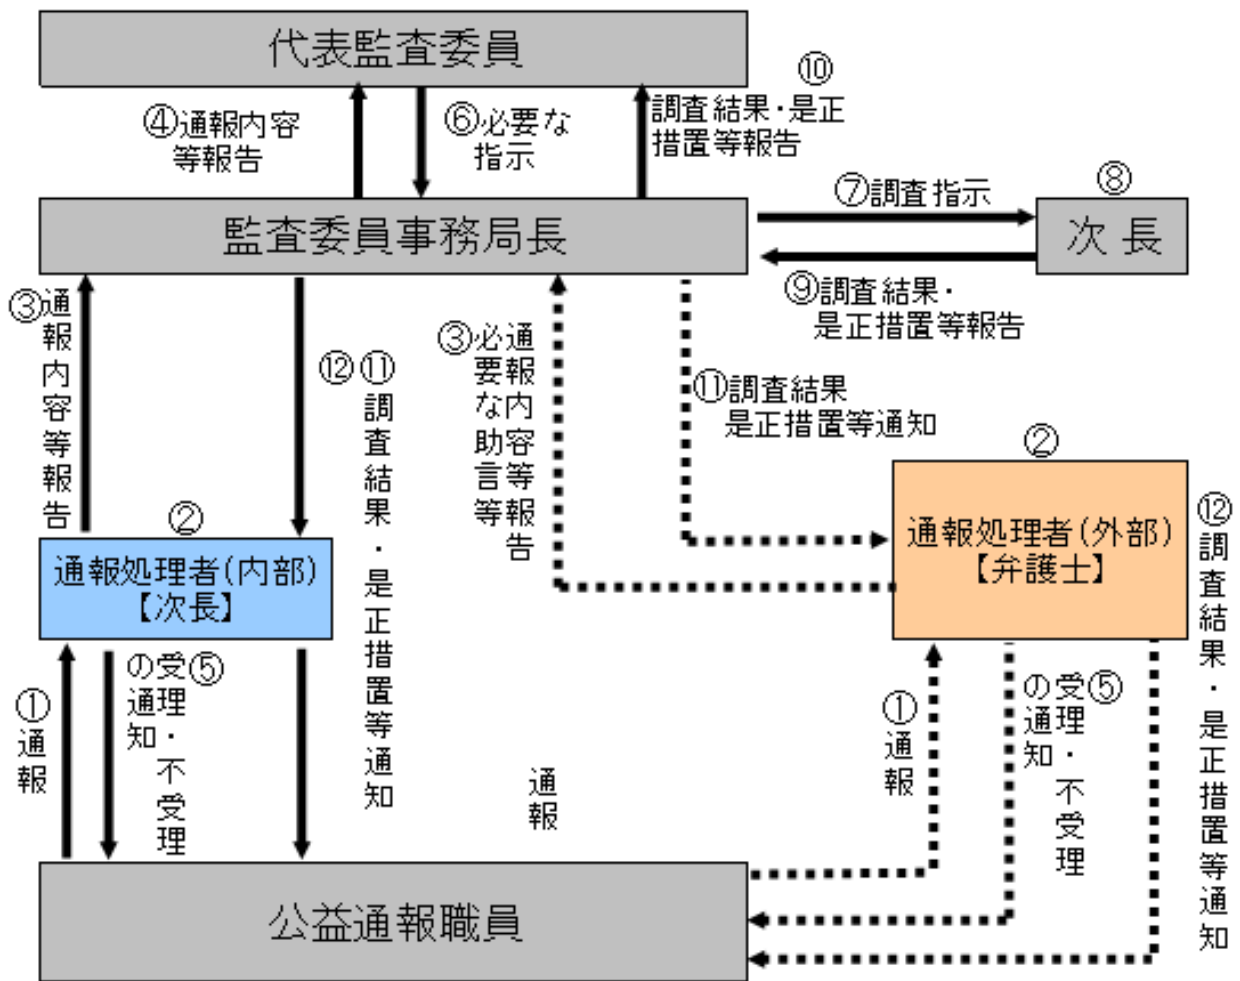 代表監査委員
⑩
④通報内容
等報告
⑥必要な
指示
調査結果・是正
措置等報告
⑦調査指示
⑧
監査委員事務局長
次長
⑨調査結果・
是正措置等報告
③通報内容等報告
⑫⑪調査結果・是正措置等通知
③通報内容等報告
必要な助言等
⑪調査結果
是正措置等通知
②
通報処理者(内部)
【次長】
②
通報処理者(外部)
【弁護士】
⑫調査結果・是正措置等通知
①通報
⑤受理・不受理
の通知
通報
①通報
⑤受理・不受理
の通知
公益通報職員